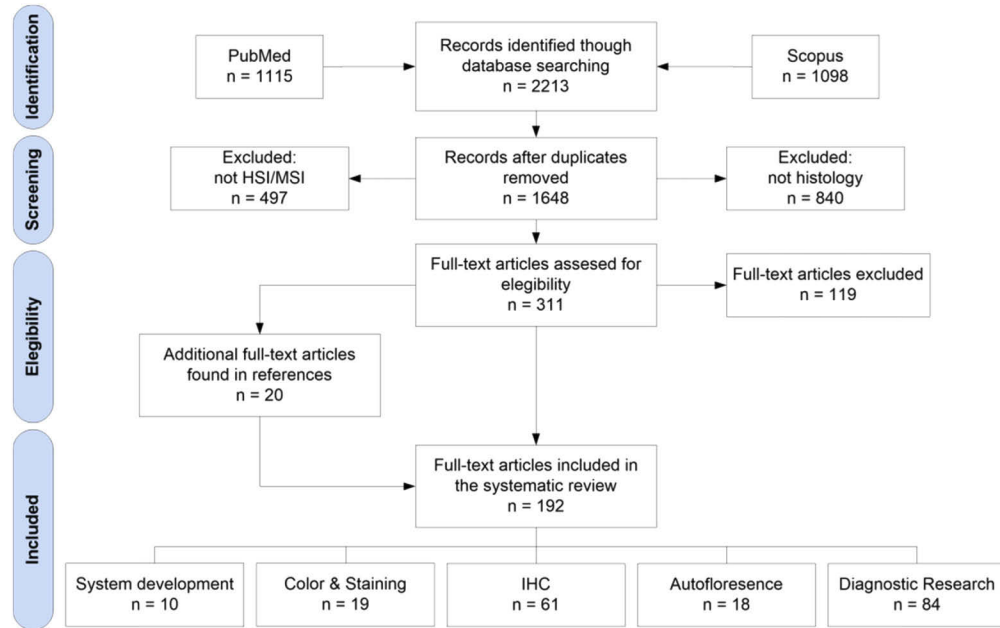 Identification
PubMed
n = 1115
Records identified though
database searching
n = 2213
Scopus
n = 1098
Screening
Excluded:
not HSI/MSI
n = 497
Records after duplicates
removed
n = 1648
Excluded:
not histology
n = 840
Elegibility
Full-text articles assesed for
elegibility
n = 311
Full-text articles excluded
n = 119
Additional full-text articles
found in references
n = 20
Included
Full-text articles included in
the systematic review
n = 192
System development
n = 10
Color & Staining
n = 19
IHC
n = 61
Autofloresence
n = 18
Diagnostic Research
n = 84